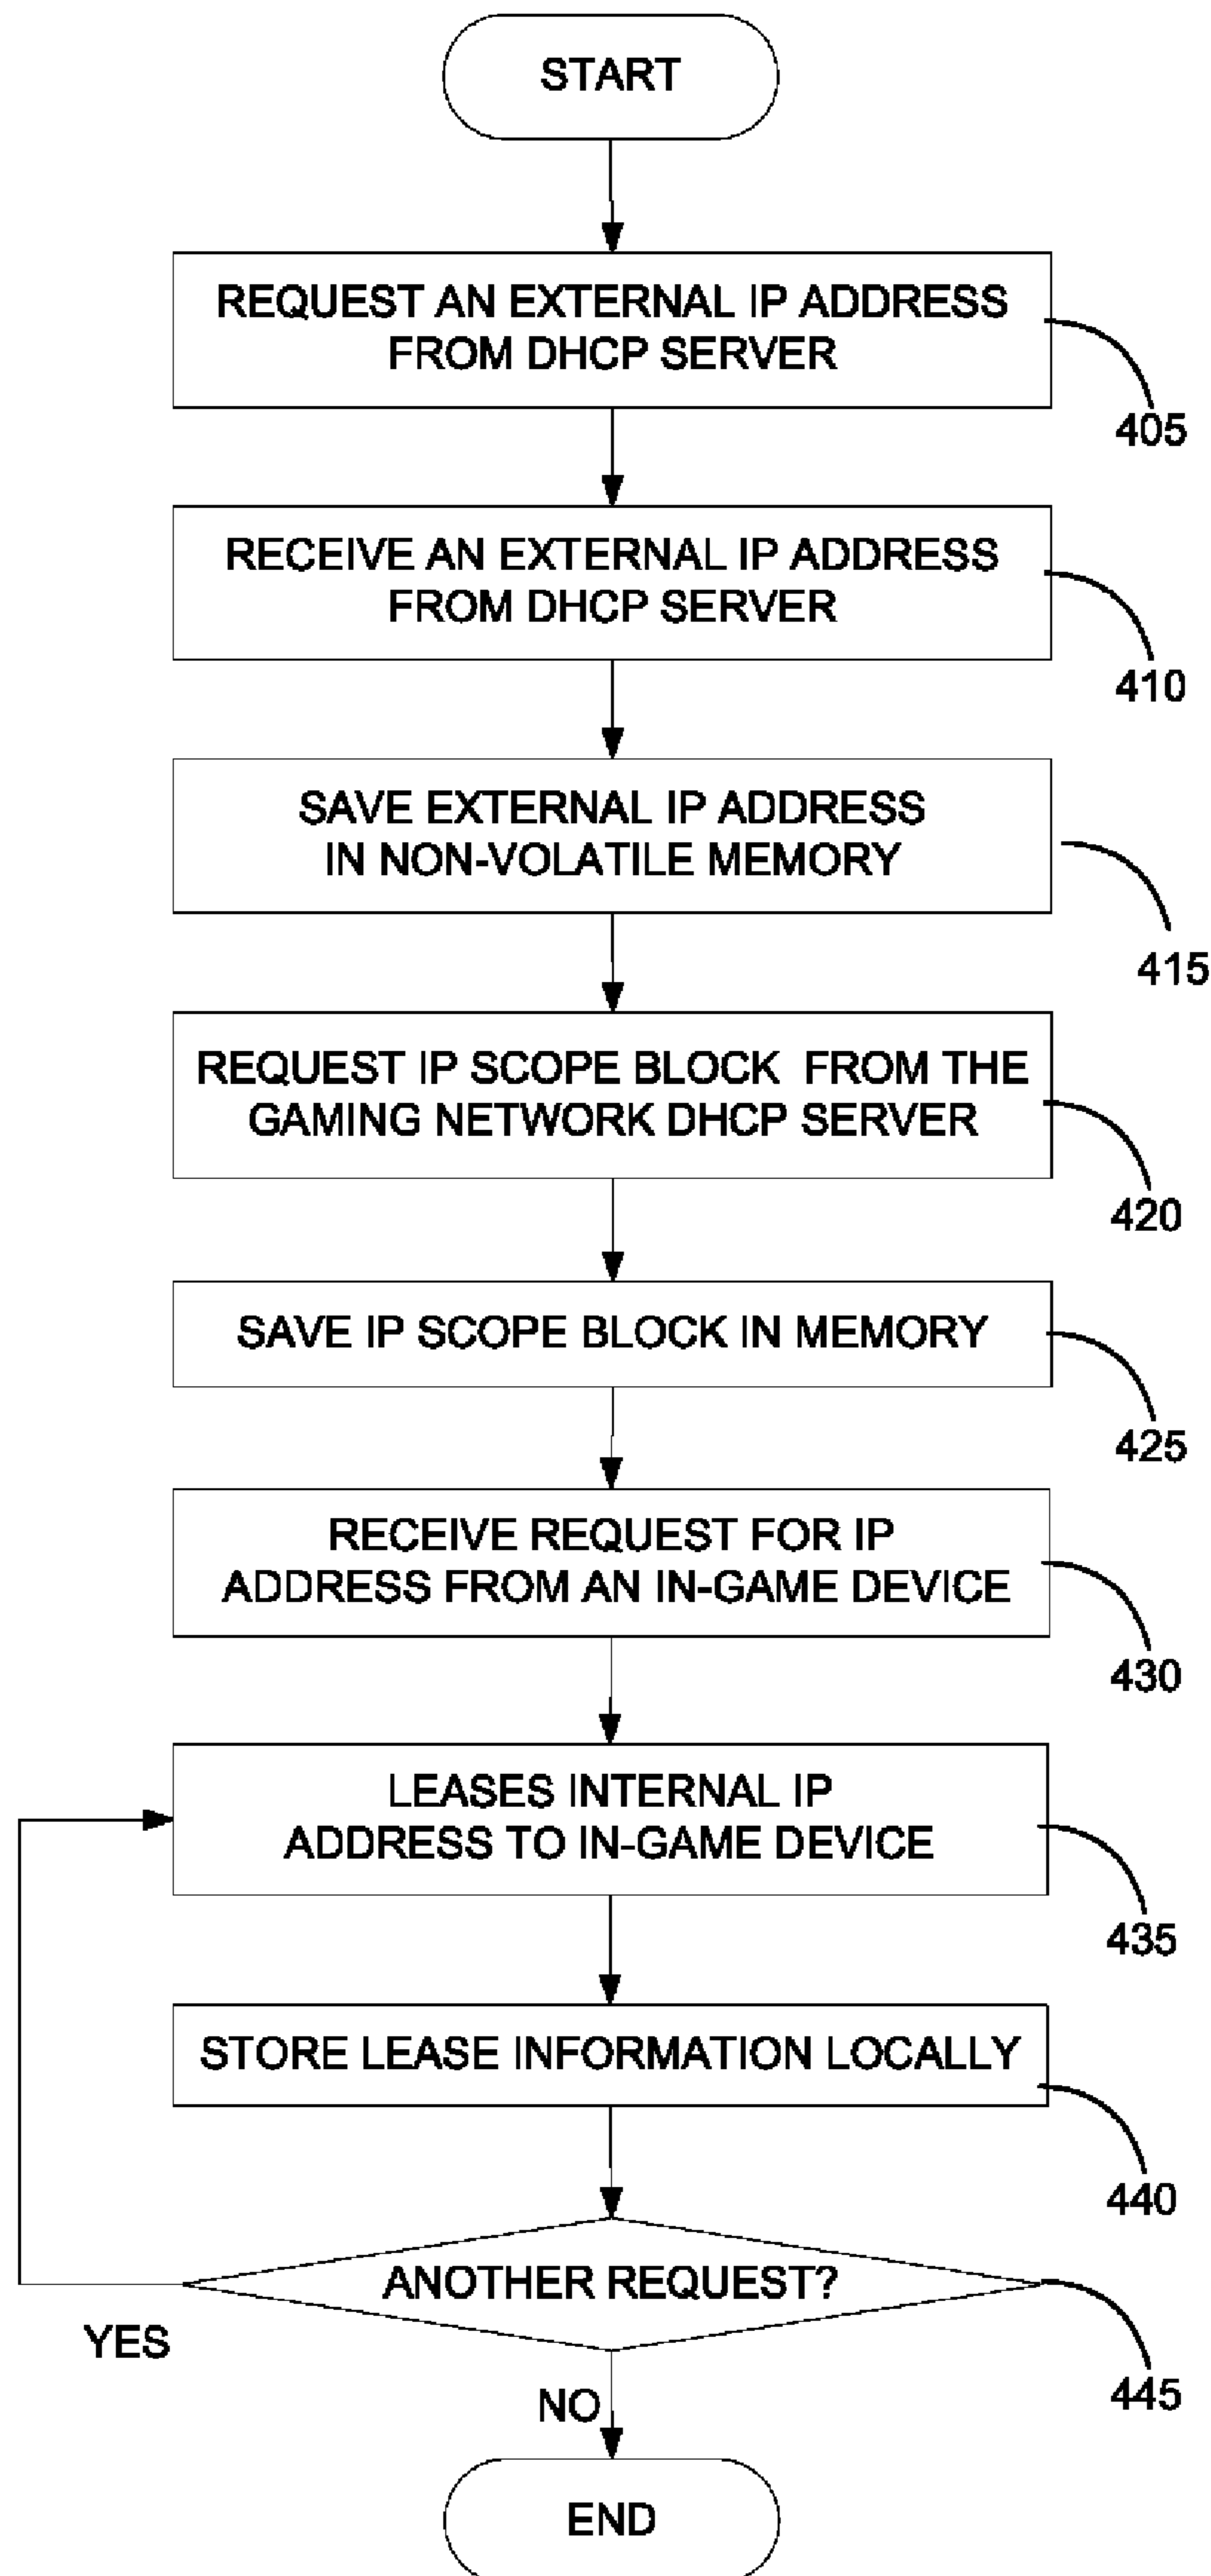 START
REQUEST AN EXTERNAL IP ADDRESS
FROM DHCP SERVER
405
RECEIVE AN EXTERNAL IP ADDRESS
FROM DHCP SERVER
410
SAVE EXTERNAL IP ADDRESS
IN NON-VOLATILE MEMORY
415
REQUEST IP SCOPE BLOCK FROM THE
GAMING NETWORK DHCP SERVER
420
SAVE IP SCOPE BLOCK IN MEMORY
425
RECEIVE REQUEST FOR IP
ADDRESS FROM AN IN-GAME DEVICE
430
LEASES INTERNAL IP
ADDRESS TO IN-GAME DEVICE
435
STORE LEASE INFORMATION LOCALLY
440
ANOTHER REQUEST?
YES
445
NO
END